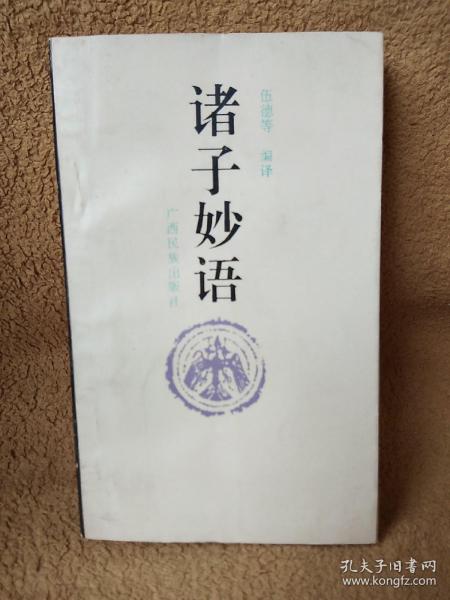 伍德等 编译
诸子妙语
广西民族出版社
孔夫子旧书网
www.kongfz.com